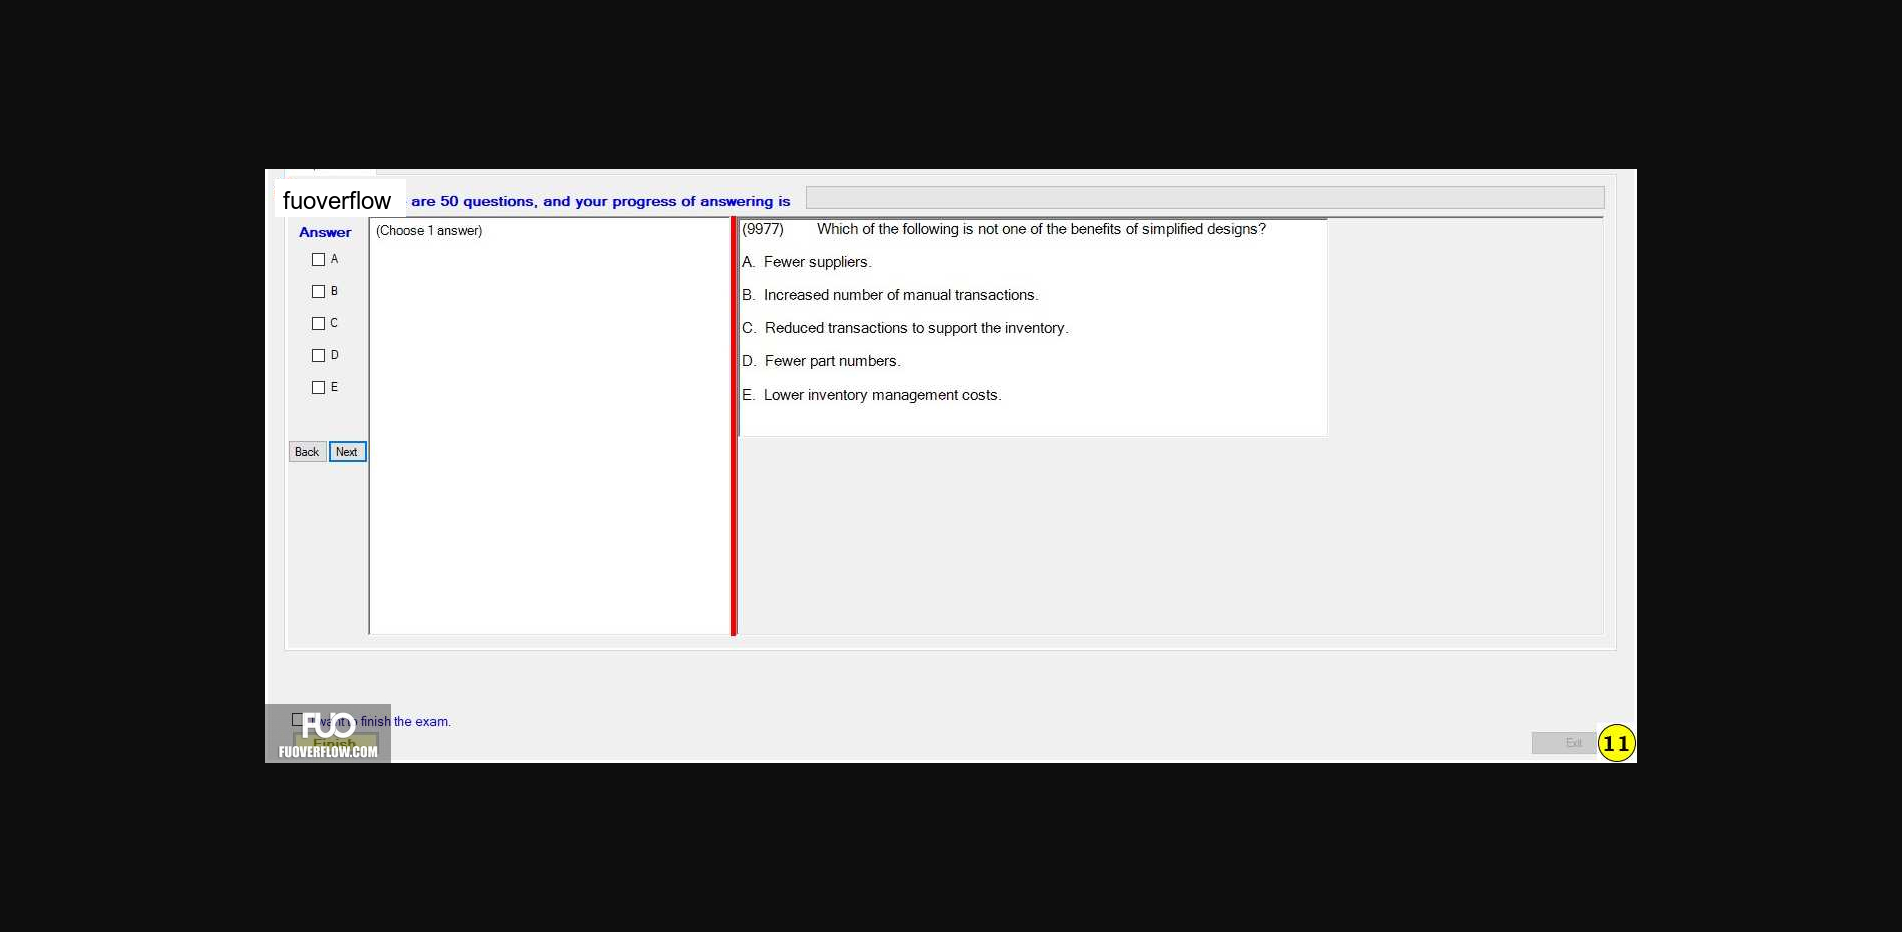 fuoverflow are 50 questions, and your progress of answering is
Answer
(Choose 1 answer)
A
B
C
D
E
Back Next
(9977) Which of the following is not one of the benefits of simplified designs?
A. Fewer suppliers.
B. Increased number of manual transactions.
C. Reduced transactions to support the inventory.
D. Fewer part numbers.
E. Lower inventory management costs.
I want to finish the exam.
FUO
Finish
FUOVERFLOW.COM
Exit
11